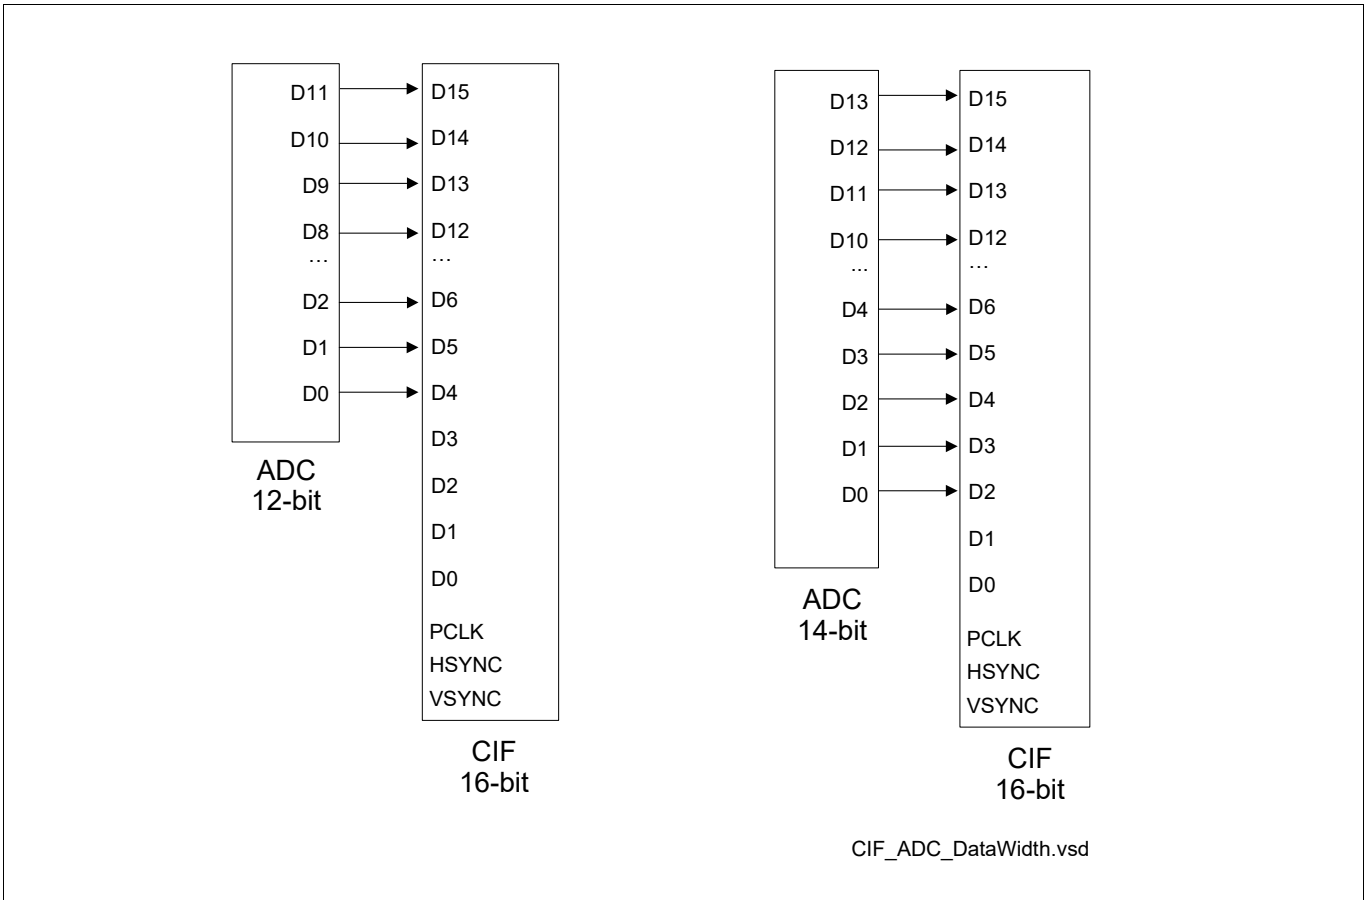 D11 D15
D10 D14
D9 D13
D8 D12
... ...
D2 D6
D1 D5
D0 D4
D3
D2
D1
D0
PCLK
HSYNC
VSYNC
ADC
12-bit
CIF
16-bit
D13 D15
D12 D14
D11 D13
D10 D12
... ...
D4 D6
D3 D5
D2 D4
D1 D3
D0 D2
D1
D0
PCLK
HSYNC
VSYNC
ADC
14-bit
CIF
16-bit
CIF_ADC_DataWidth.vsd